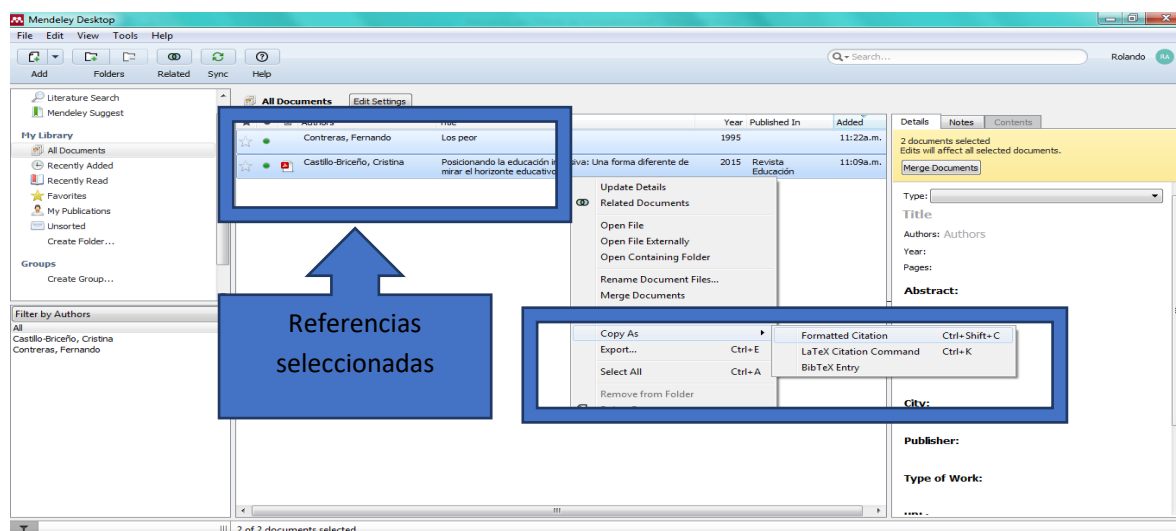 Mendeley Desktop
File Edit View Tools Help
Search...
Rolando RA
Add Folders Related Sync Help
Literature Search
Mendeley Suggest
My Library
All Documents
Recently Added
Recently Read
Favorites
My Publications
Unsorted
Create Folder...
Groups
Create Group...
Filter by Authors
All
Castillo-Briceño, Cristina
Contreras, Fernando
All Documents Edit Settings
Year Published In Added
Contreras, Fernando Los peor 1995 11:22a.m.
Castillo-Briceño, Cristina Posicionando la educación siva: Una forma diferente de 2015 Revista 11:09a.m.
mirar el horizonte educativo Educación
Update Details
Related Documents
Open File
Open File Externally
Open Containing Folder
Rename Document Files...
Merge Documents
Copy As
Export... Ctrl+E
Select All Ctrl+A
Remove from Folder
Formatted Citation Ctrl+Shift+C
LaTeX Citation Command Ctrl+K
BibTeX Entry
Referencias
seleccionadas
Details Notes Contents
2 documents selected
Edits will affect all selected documents.
Merge Documents
Type:
Title
Authors: Authors
Year:
Pages:
Abstract:
City:
Publisher:
Type of Work:
2 of 2 documents selected